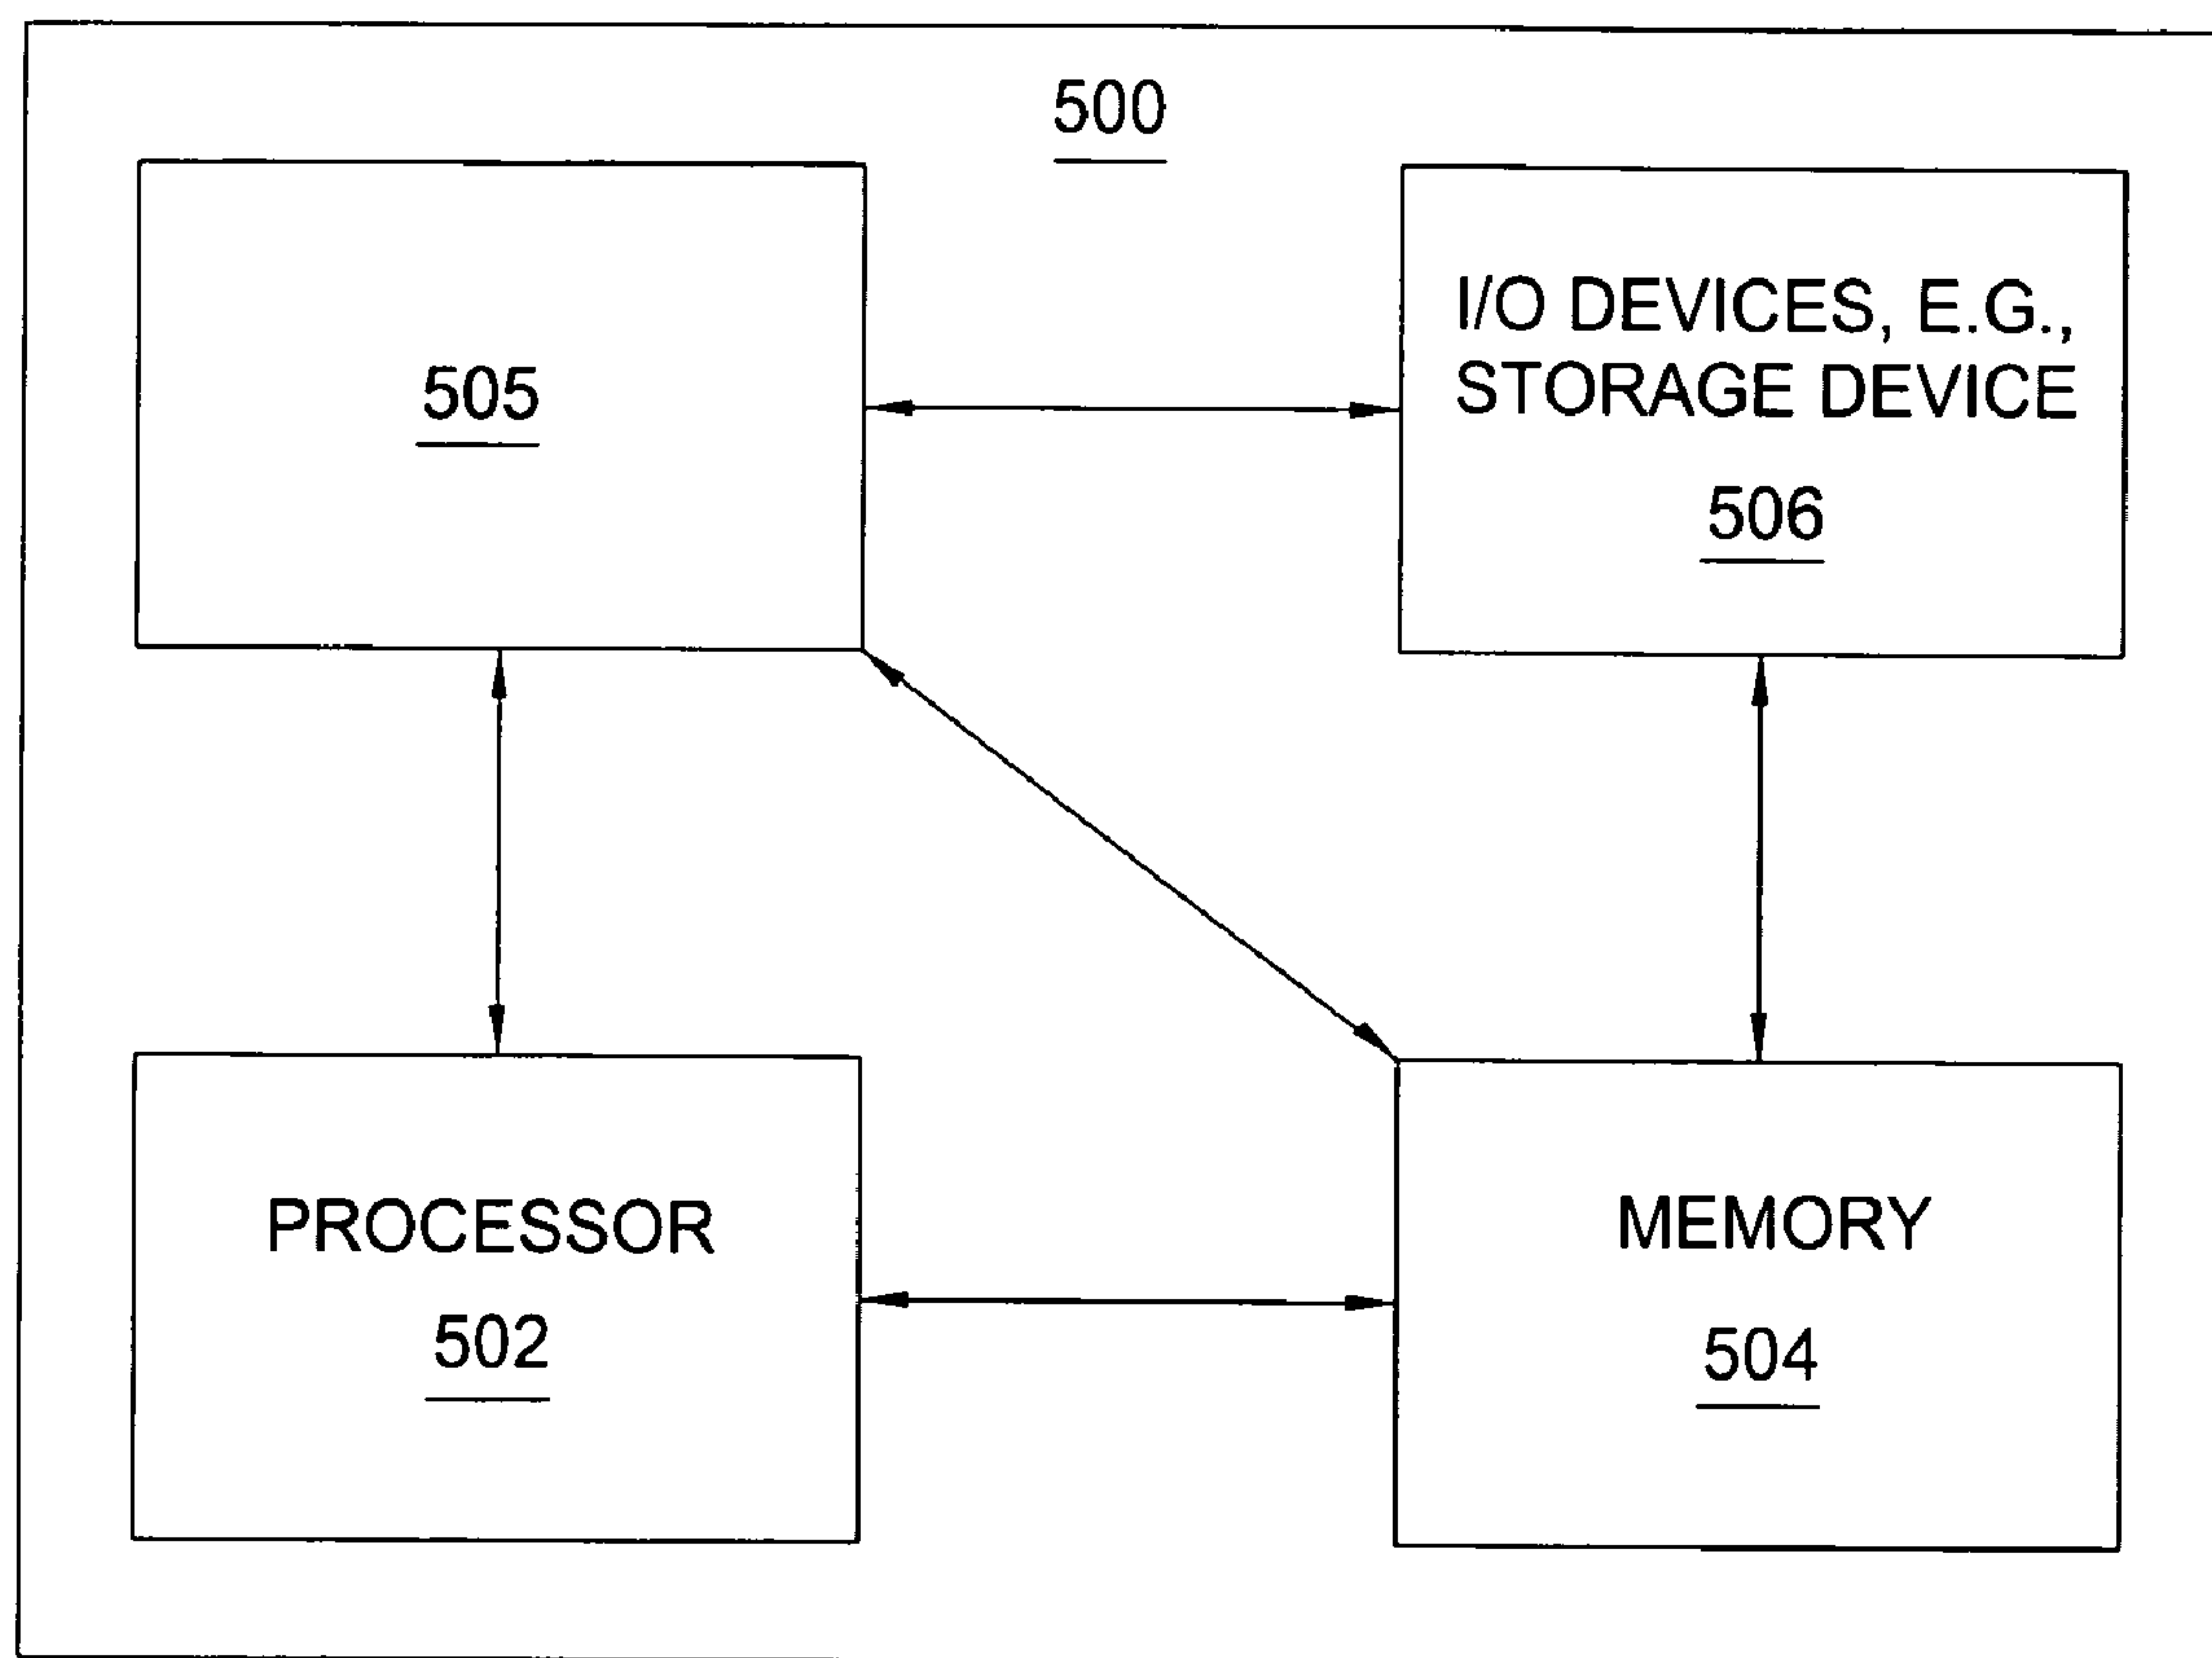 500
505
I/O DEVICES, E.G.,
STORAGE DEVICE
506
PROCESSOR
502
MEMORY
504